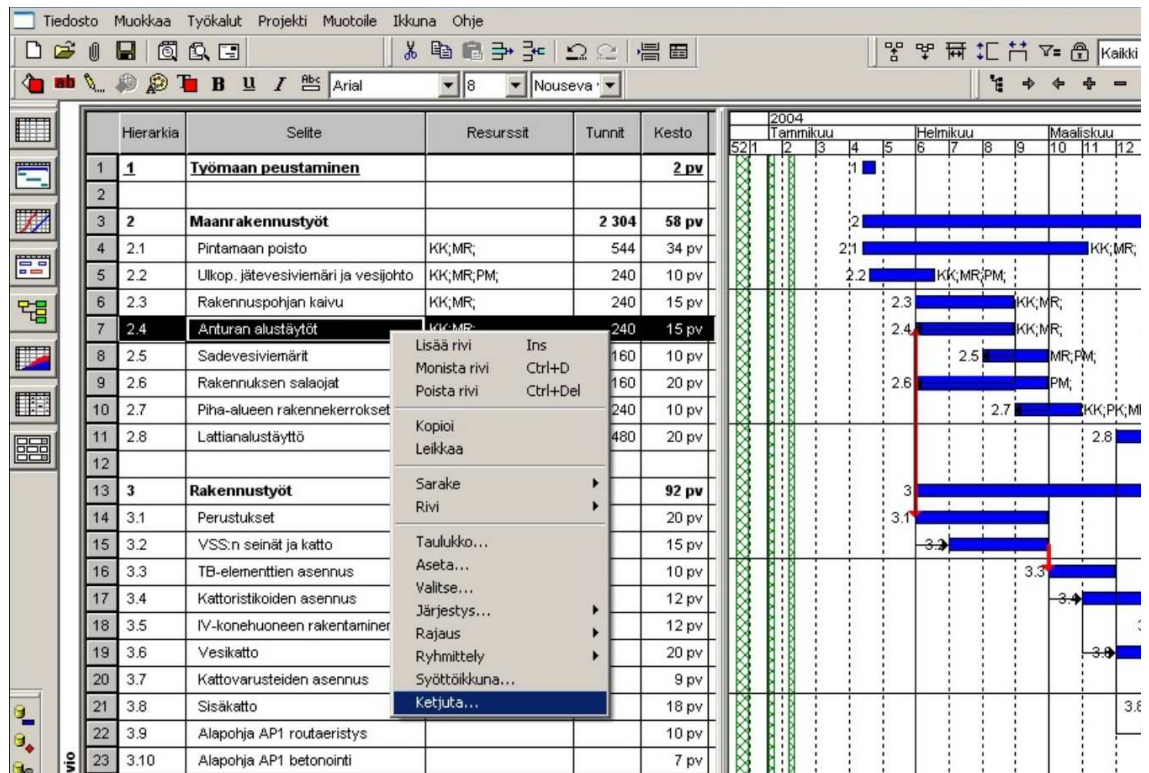 Tiedosto Muokkaa Työkalut Projekti Muotoile Ikkuna Ohje
Kaikki
ab T B U I Abc Arial 8 Nouseva
Hierarkia Selite Resurssit Tunnit Kesto
2004
Tammikuu Helmikuu Maaliskuu
52 1 2 3 4 5 6 7 8 9 10 11 12
1 1 Työmaan peustaminen 2 pv 1
2
3 2 Maanrakennustyöt 2 304 58 pv 2
4 2.1 Pintamaan poisto KK;MR; 544 34 pv 2.1 KK;MR;
5 2.2 Ulkop. jätevesiviemäri ja vesijohto KK;MR;PM; 240 10 pv 2.2 KK;MR;PM;
6 2.3 Rakennuspohjan kaivu KK;MR; 240 15 pv 2.3 KK;MR;
7 2.4 Anturan alustäytöt KK;MR; 240 15 pv 2.4 KK;MR;
8 2.5 Sadevesiviemärit 160 10 pv 2.5 MR;PM;
9 2.6 Rakennuksen salaojat 160 20 pv 2.6 PM;
10 2.7 Piha-alueen rakennekerrokset 240 10 pv 2.7 KK;PK;M
11 2.8 Lattianalustäyttö 480 20 pv 2.8
12
13 3 Rakennustyöt 92 pv 3
14 3.1 Perustukset 20 pv 3.1
15 3.2 VSS:n seinät ja katto 15 pv 3.2
16 3.3 TB-elementtien asennus 10 pv 3.3
17 3.4 Kattoristikoiden asennus 12 pv 3.4
18 3.5 IV-konehuoneen rakentaminen 12 pv
19 3.6 Vesikatto 20 pv
20 3.7 Kattovarusteiden asennus 9 pv
21 3.8 Sisäkatto 18 pv 3.8
22 3.9 Alapohja AP1 routaeristys 10 pv
23 3.10 Alapohja AP1 betonointi 7 pv
Lisää rivi Ins
Monista rivi Ctrl+D
Poista rivi Ctrl+Del
Kopioi
Leikkaa
Sarake
Rivi
Taulukko...
Aseta...
Valitse...
Järjestys...
Rajaus
Ryhmittely
Syöttöikkuna...
Ketjuta...
vio